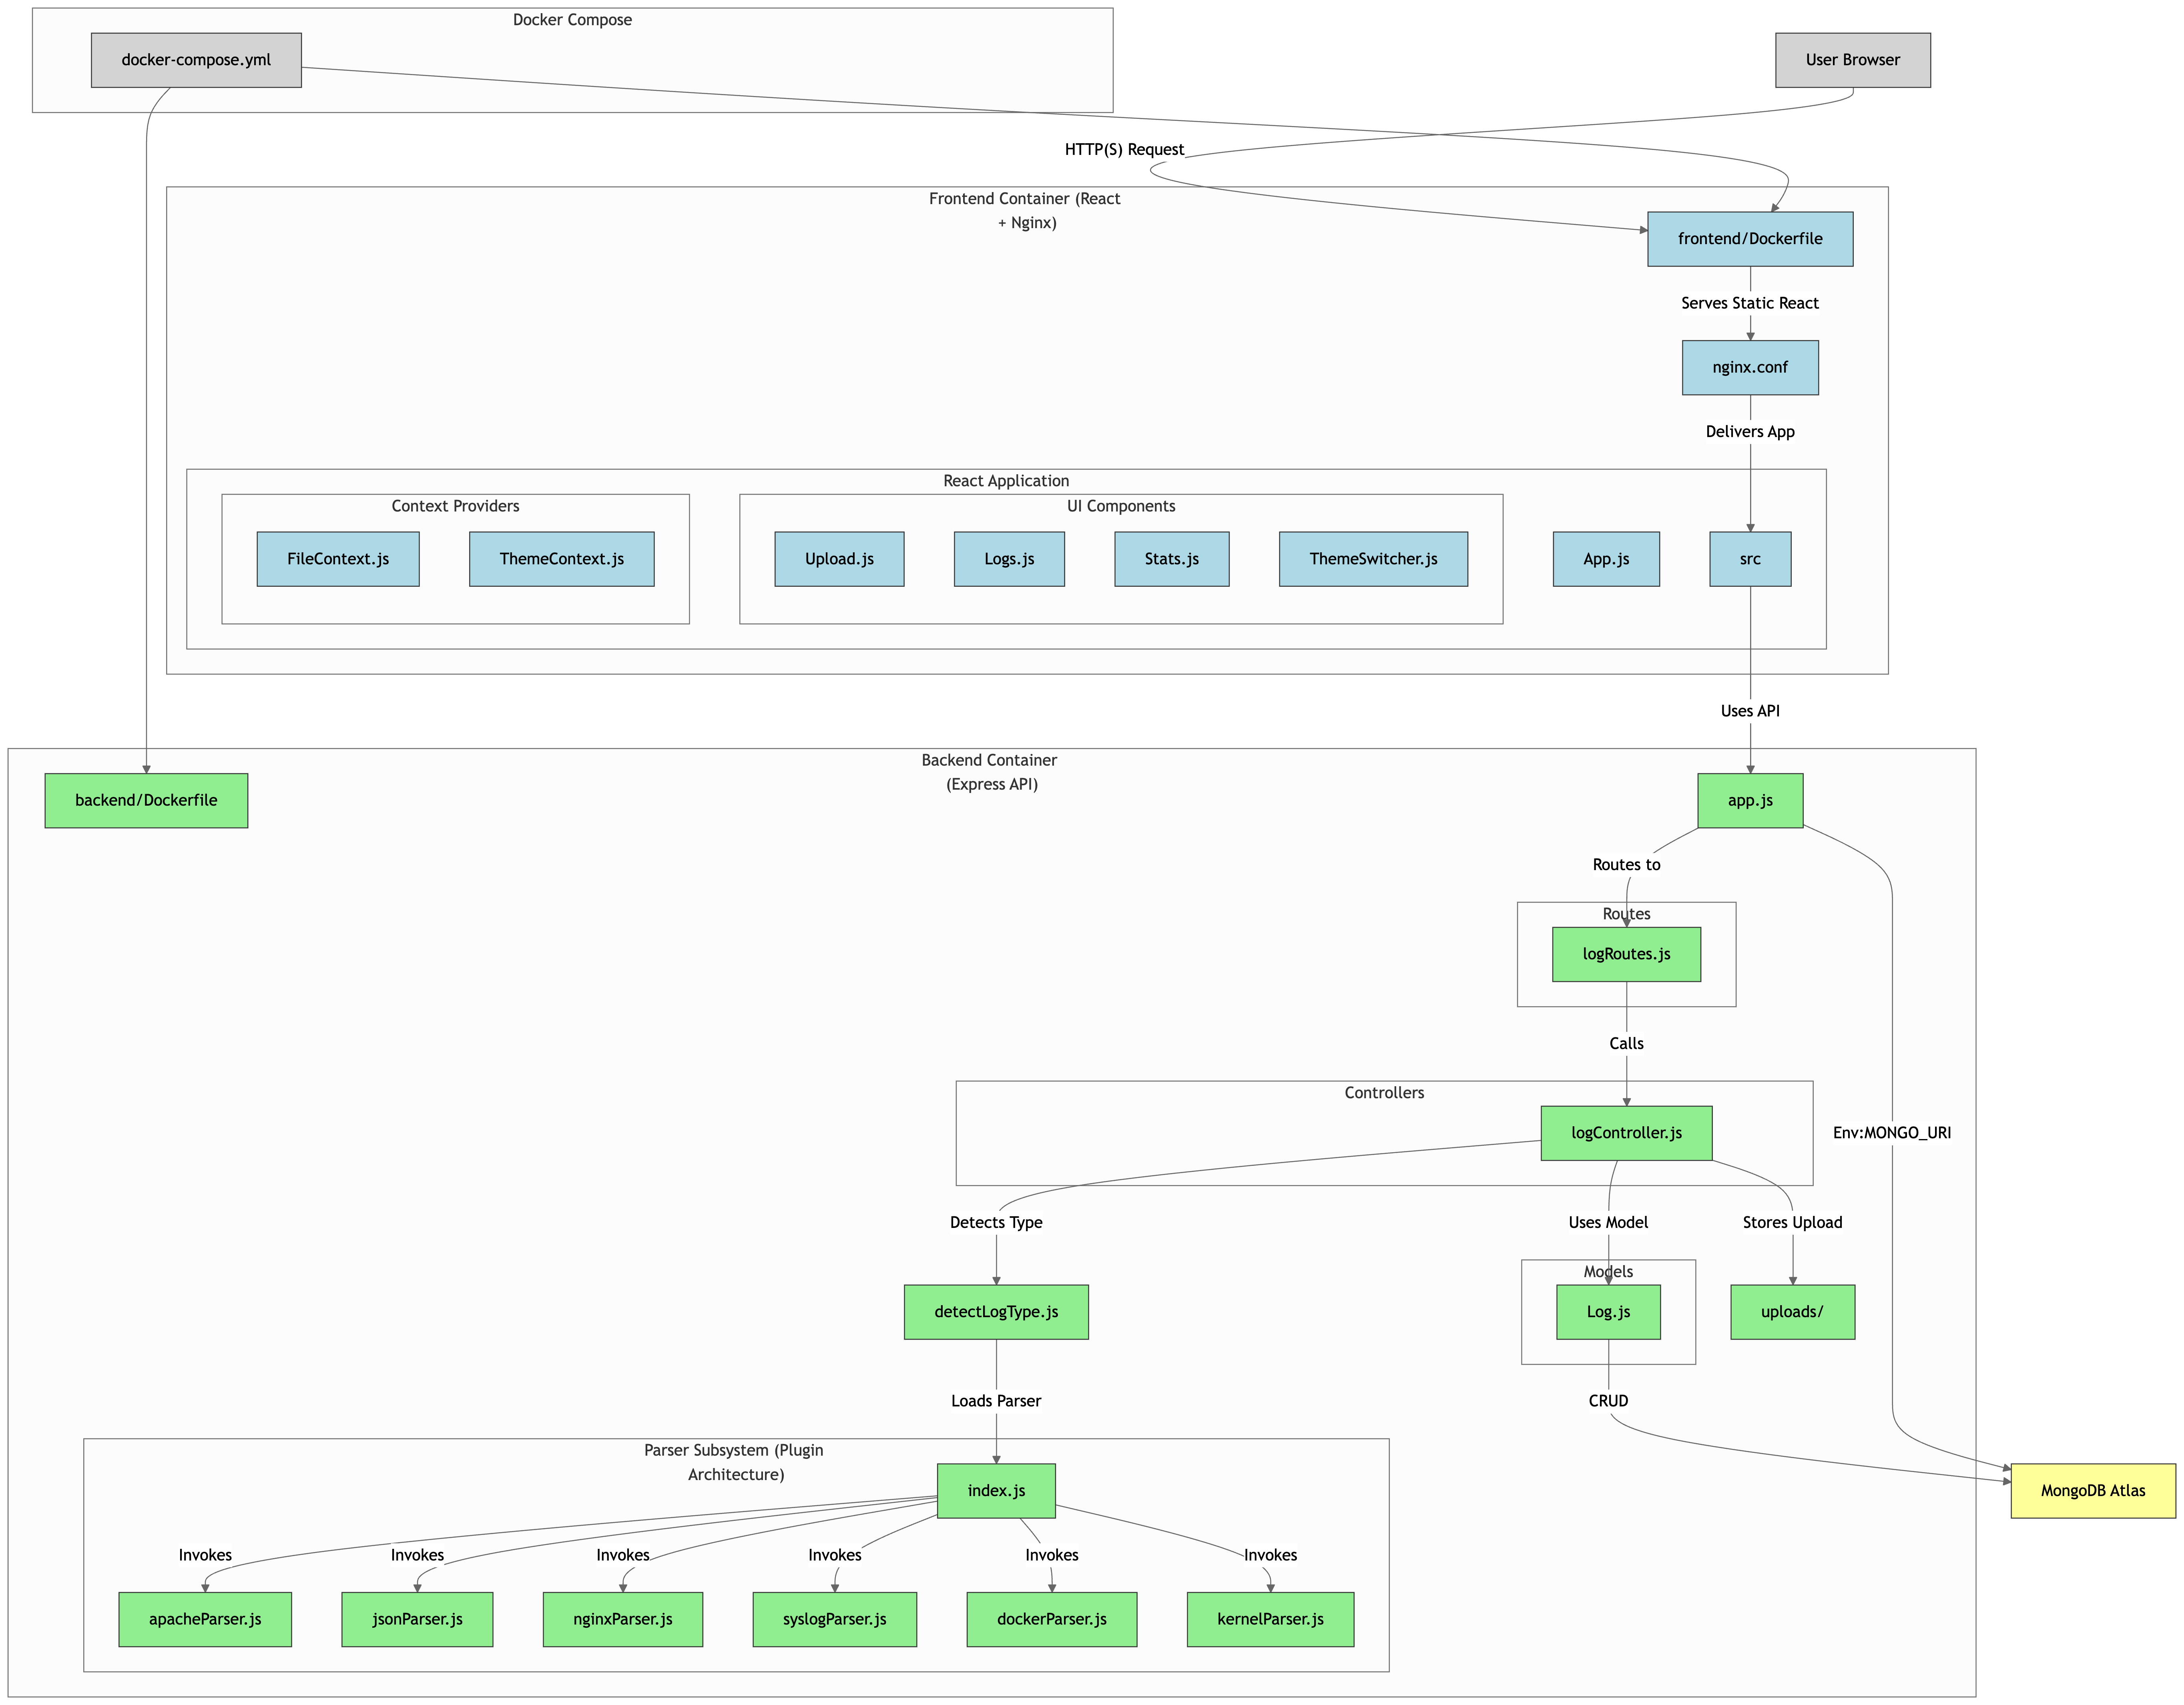 Docker Compose
docker-compose.yml
User Browser
HTTP(S) Request
Frontend Container (React
+ Nginx)
frontend/Dockerfile
Serves Static React
nginx.conf
Delivers App
React Application
Context Providers
UI Components
FileContext.js
ThemeContext.js
Upload.js
Logs.js
Stats.js
ThemeSwitcher.js
App.js
src
Uses API
Backend Container
(Express API)
backend/Dockerfile
app.js
Routes to
Routes
logRoutes.js
Calls
Controllers
logController.js
Env:MONGO_URI
Detects Type
Uses Model
Stores Upload
Models
detectLogType.js
Log.js
uploads/
Loads Parser
CRUD
Parser Subsystem (Plugin
Architecture)
index.js
MongoDB Atlas
Invokes
Invokes
Invokes
Invokes
Invokes
Invokes
apacheParser.js
jsonParser.js
nginxParser.js
syslogParser.js
dockerParser.js
kernelParser.js